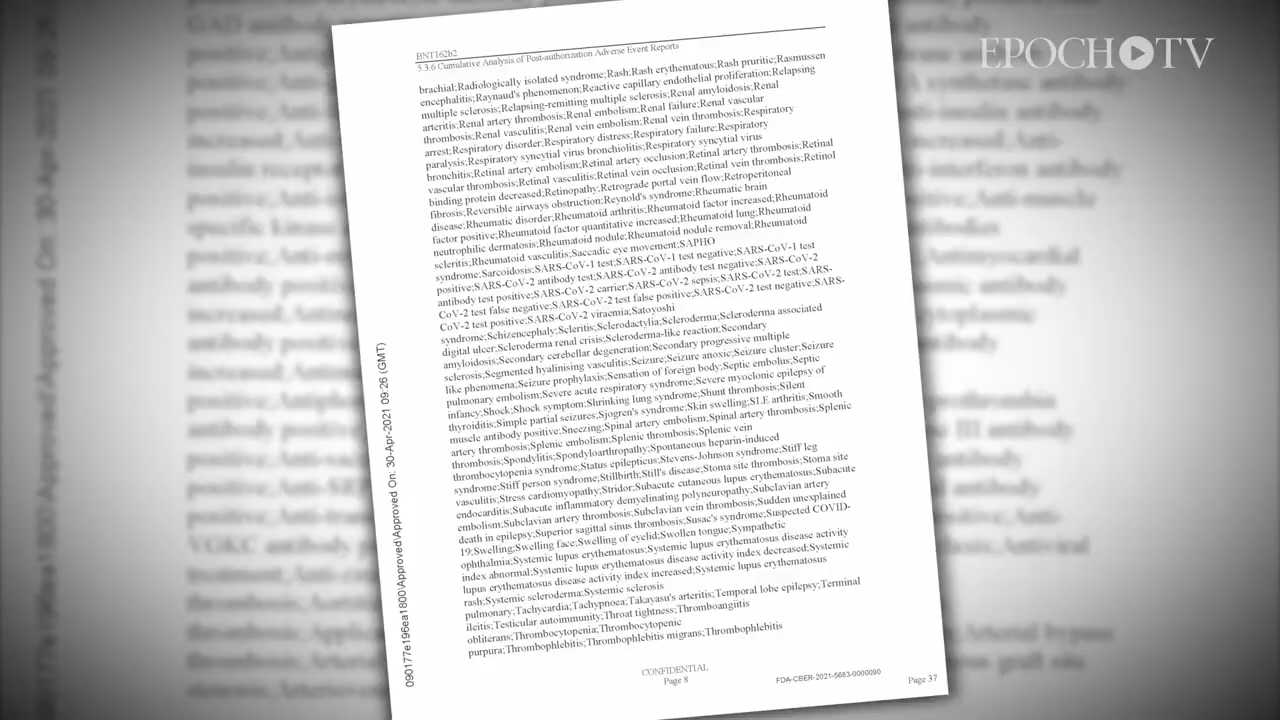 EPOCH TV
BNT162b2
5.3.6 Cumulative Analysis of Post-authorization Adverse Event Reports
brachial;Radiologically isolated syndrome;Rash;Rash erythematous;Rash pruritic;Rasmussen
encephalitis;Raynaud's phenomenon;Reactive capillary endothelial proliferation;Relapsing
multiple sclerosis;Relapsing-remitting multiple sclerosis;Renal amyloidosis;Renal
arteritis;Renal artery thrombosis;Renal embolism;Renal failure;Renal vascular
thrombosis;Renal vasculitis;Renal vein embolism;Renal vein thrombosis;Respiratory
arrest;Respiratory disorder;Respiratory distress;Respiratory failure;Respiratory
paralysis;Respiratory syncytial virus bronchiolitis;Respiratory syncytial virus
bronchitis;Retinal artery embolism;Retinal artery occlusion;Retinal artery thrombosis;Retinal
vascular thrombosis;Retinal vasculitis;Retinal vein occlusion;Retinal vein thrombosis;Retinol
binding protein decreased;Retinopathy;Retrograde portal vein flow;Retroperitoneal
fibrosis;Reversible airways obstruction;Reynold's syndrome;Rheumatic brain
disease;Rheumatic disorder;Rheumatoid arthritis;Rheumatoid factor increased;Rheumatoid
factor positive;Rheumatoid factor quantitative increased;Rheumatoid lung;Rheumatoid
neutrophilic dermatosis;Rheumatoid nodule;Rheumatoid nodule removal;Rheumatoid
scleritis;Rheumatoid vasculitis;Saccadic eye movement;SAPHO
syndrome;Sarcoidosis;SARS-CoV-1 test;SARS-CoV-1 test negative;SARS-CoV-1 test
positive;SARS-CoV-2 antibody test;SARS-CoV-2 antibody test negative;SARS-CoV-2
antibody test positive;SARS-CoV-2 carrier;SARS-CoV-2 sepsis;SARS-CoV-2 test;SARS-
CoV-2 test false negative;SARS-CoV-2 test false positive;SARS-CoV-2 test negative;SARS-
CoV-2 test positive;SARS-CoV-2 viraemia;Satoyoshi
syndrome;Schizencephaly;Scleritis;Sclerodactylia;Scleroderma;Scleroderma associated
digital ulcer;Scleroderma renal crisis;Scleroderma-like reaction;Secondary
amyloidosis;Secondary cerebellar degeneration;Secondary progressive multiple
sclerosis;Segmented hyalinising vasculitis;Seizure;Seizure anoxic;Seizure cluster;Seizure
like phenomena;Seizure prophylaxis;Sensation of foreign body;Septic embolus;Septic
pulmonary embolism;Severe acute respiratory syndrome;Severe myoclonic epilepsy of
infancy;Shock;Shock symptom;Shrinking lung syndrome;Shunt thrombosis;Silent
thyroiditis;Simple partial seizures;Sjogren's syndrome;Skin swelling;SLE arthritis;Smooth
muscle antibody positive;Sneezing;Spinal artery embolism;Spinal artery thrombosis;Splenic
artery thrombosis;Splenic embolism;Splenic thrombosis;Splenic vein
thrombosis;Spondylitis;Spondyloarthropathy;Spontaneous heparin-induced
thrombocytopenia syndrome;Status epilepticus;Stevens-Johnson syndrome;Stiff leg
syndrome;Stiff person syndrome;Stillbirth;Still's disease;Stoma site thrombosis;Stoma site
vasculitis;Stress cardiomyopathy;Stridor;Subacute cutaneous lupus erythematosus;Subacute
endocarditis;Subacute inflammatory demyelinating polyneuropathy;Subclavian artery
embolism;Subclavian artery thrombosis;Subclavian vein thrombosis;Sudden unexplained
death in epilepsy;Superior sagittal sinus thrombosis;Susac's syndrome;Suspected COVID-
19;Swelling;Swelling face;Swelling of eyelid;Swollen tongue;Sympathetic
ophthalmia;Systemic lupus erythematosus;Systemic lupus erythematosus disease activity
index abnormal;Systemic lupus erythematosus disease activity index decreased;Systemic
lupus erythematosus disease activity index increased;Systemic lupus erythematosus
rash;Systemic scleroderma;Systemic sclerosis
pulmonary;Tachycardia;Tachypnoea;Takayasu's arteritis;Temporal lobe epilepsy;Terminal
ileitis;Testicular autoimmunity;Throat tightness;Thromboangiitis
obliterans;Thrombocytopenia;Thrombocytopenic
purpura;Thrombophlebitis;Thrombophlebitis migrans;Thrombophlebitis
CONFIDENTIAL
Page 8
FDA-CBER-2021-5683-0000090
Page 37
090177e196ea1800\Approved\Approved On: 30-Apr-2021 09:26 (GMT)